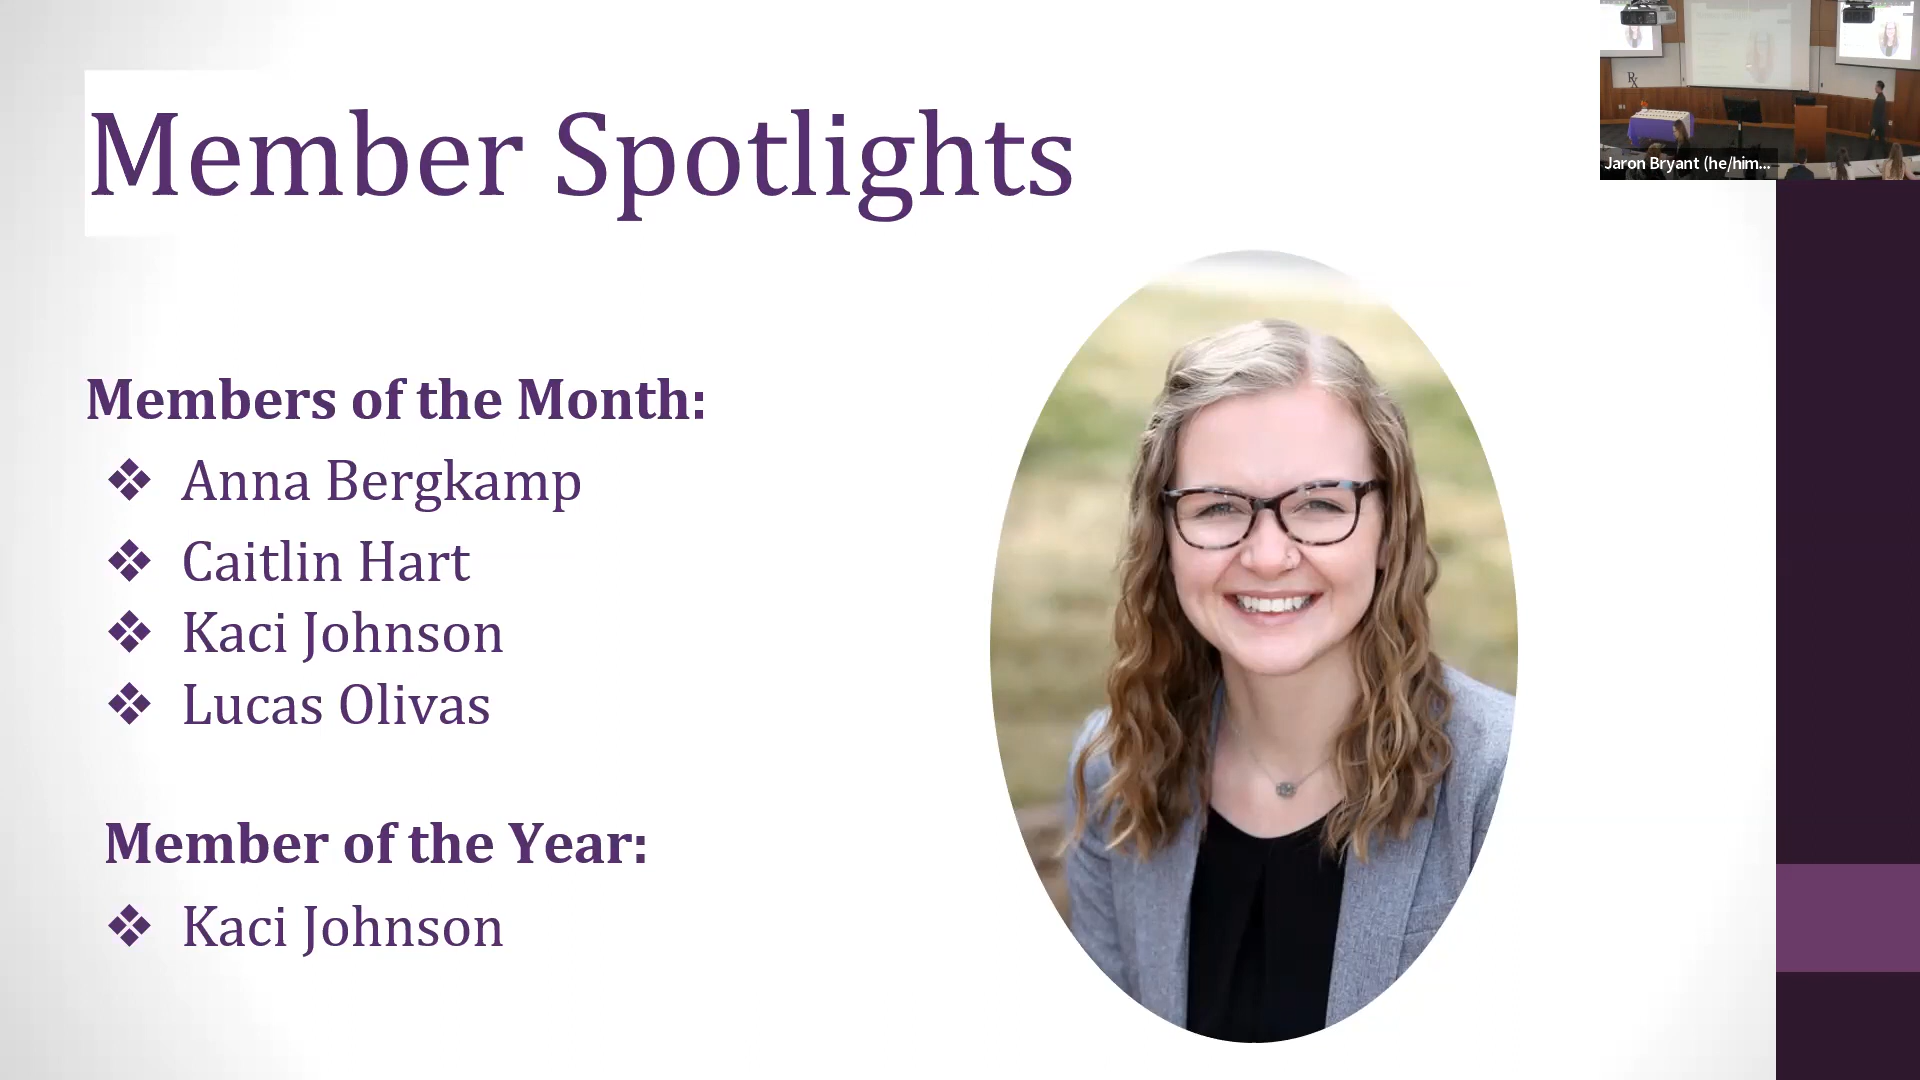 Member Spotlights
Members of the Month:
❖ Anna Bergkamp
❖ Caitlin Hart
❖ Kaci Johnson
❖ Lucas Olivas
Member of the Year:
❖ Kaci Johnson
Rx
Jaron Bryant (he/him...